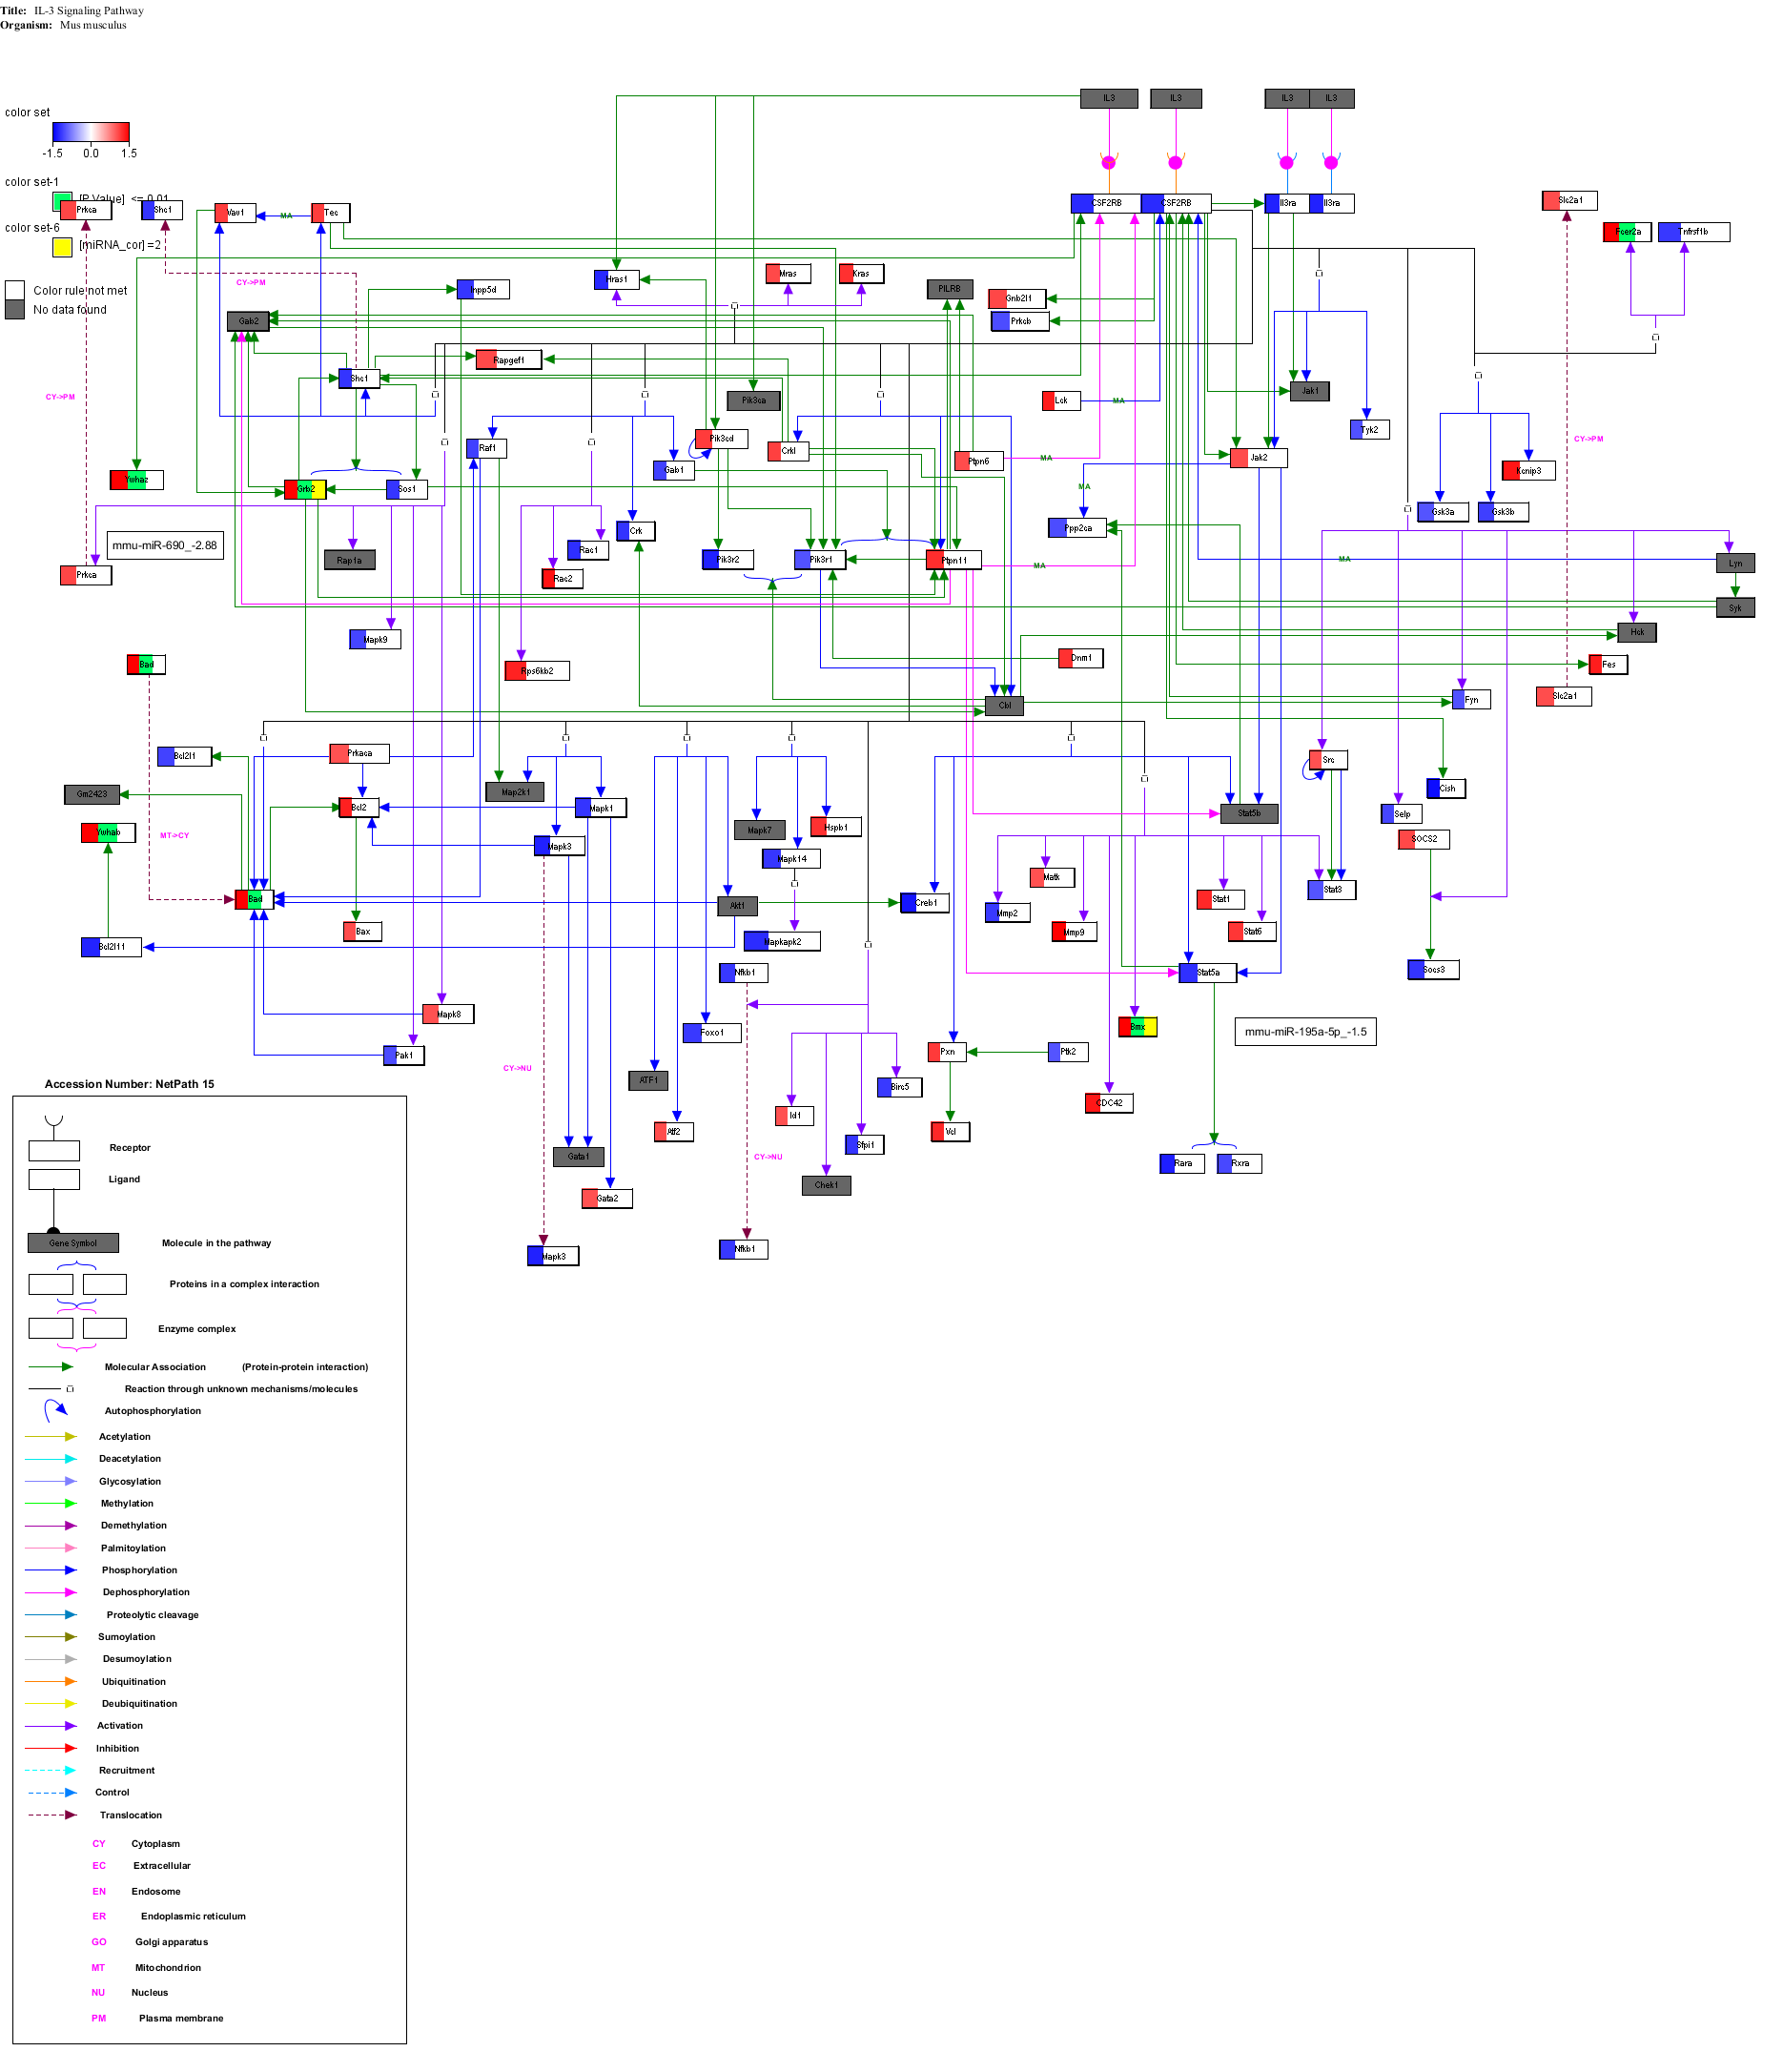 Title: IL-3 Signaling Pathway
Organism: Mus musculus
IL3 IL3 IL3 IL3
color set
-1.5 0.0 1.5
color set-1
[P.Value] <= 0.01
Prkca Shc1 Vav1 MA Tec CSF2RB CSF2RB Il3ra Il3ra Slc2a1
color set-6
[miRNA_cor] =2
Fcer2a Tnfrsf1b
Color rule not met
No data found
CY->PM
Inpp5d Hras1 Mras Kras PILRB Gnb2l1
Gab2 Prkcb
Rapgef1
Shc1 Pik3ca Lck MA Jak1
CY->PM
Tyk2 CY->PM
Raf1 Pik3cd Crkl Ptpn6 MA Jak2
Ywhaz Gab1 Kcnip3
Grb2 Sos1 MA
Gsk3a Gsk3b
Crk Ppp2ca
mmu-miR-690_-2.88
Rap1a Rac1 Pik3r2 Pik3r1 Ptpn11 MA MA Lyn
Prkca Rac2
Syk
Mapk9 Hck
Bad Rps6kb2 Dnm1 Fes
Cbl Fyn Slc2a1
Bcl2l1 Prkaca Src
Gm2423 Map2k1 Cish
Bcl2 Mapk1 Stat5b Selp
Ywhab MT->CY Mapk3 Mapk7 Hspb1 SOCS2
Mapk14
Matk
Bad Akt1 Creb1 Mmp2 Stat1 Stat3
Bax Mapkapk2 Mmp9 Stat6
Bcl2l11
Nfkb1 Stat5a Socs3
Mapk8 Foxo1 Bmx
mmu-miR-195a-5p_-1.5
Pak1 Pxn Ptk2
CY->NU
ATF1 Birc5
Accession Number: NetPath 15
Id1 CDC42
Atf2 Vcl
Receptor
Gata1 Sfpi1 CY->NU Rara Rxra
Ligand
Chek1
Gata2
Gene Symbol Molecule in the pathway
Mapk3 Nfkb1
Proteins in a complex interaction
Enzyme complex
Molecular Association (Protein-protein interaction)
Reaction through unknown mechanisms/molecules
Autophosphorylation
Acetylation
Deacetylation
Glycosylation
Methylation
Demethylation
Palmitoylation
Phosphorylation
Dephosphorylation
Proteolytic cleavage
Sumoylation
Desumoylation
Ubiquitination
Deubiquitination
Activation
Inhibition
Recruitment
Control
Translocation
CY Cytoplasm
EC Extracellular
EN Endosome
ER Endoplasmic reticulum
GO Golgi apparatus
MT Mitochondrion
NU Nucleus
PM Plasma membrane